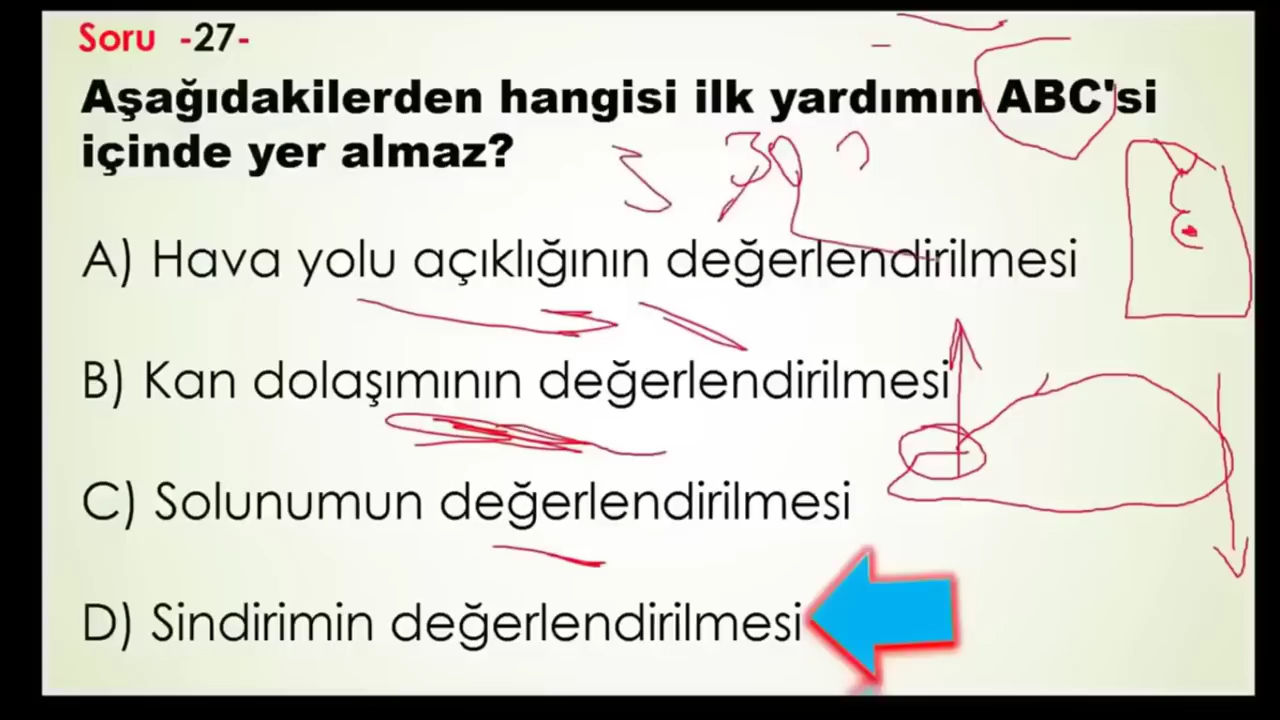 Soru -27-
Aşağıdakilerden hangisi ilk yardımın ABC'si
içinde yer almaz?
A) Hava yolu açıklığının değerlendirilmesi
B) Kan dolaşımının değerlendirilmesi
C) Solunumun değerlendirilmesi
D) Sindirimin değerlendirilmesi